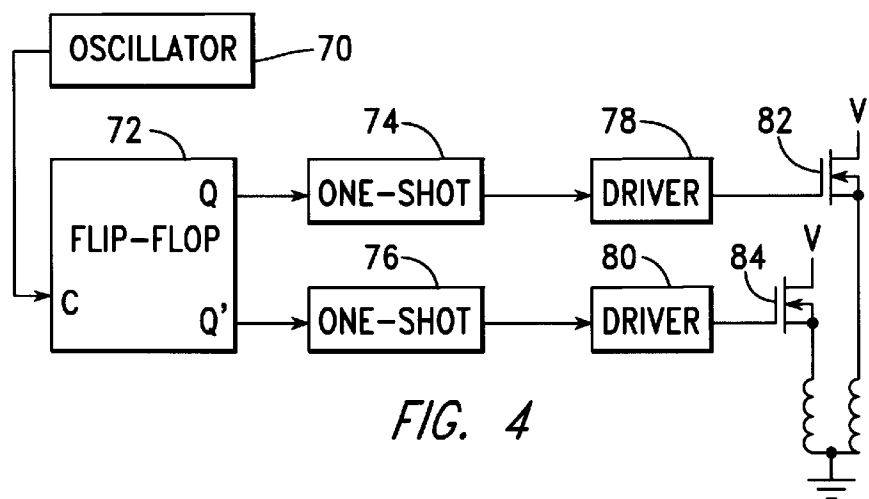 OSCILLATOR 70
72 74 78 82 V
Q ONE-SHOT DRIVER
FLIP-FLOP 76 80 84 V
C Q' ONE-SHOT DRIVER
FIG. 4